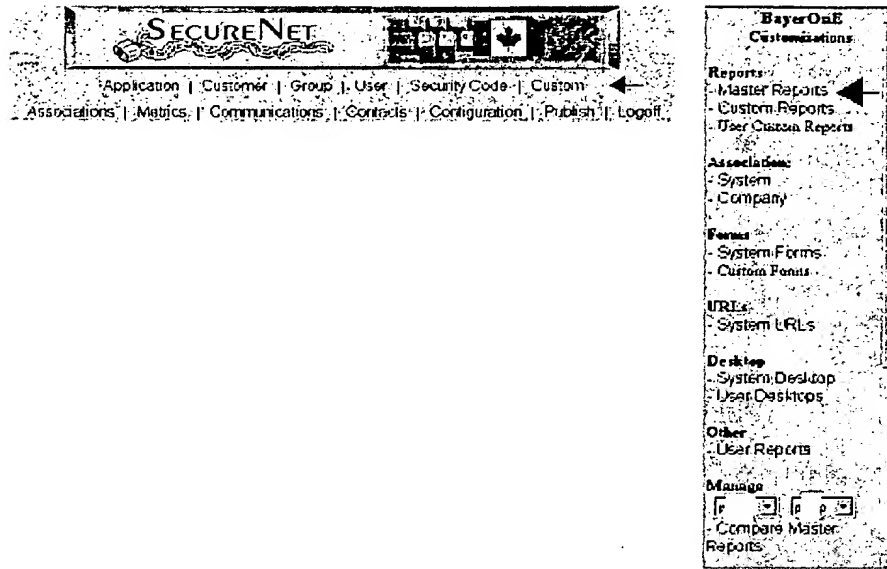 SECURENET
Application | Customer | Group | User | Security Code | Custom
Associations | Metrics | Communications | Contacts | Configuration | Publish | Logoff
BayerOnE
Customizations
Reports
- Master Reports
- Custom Reports
- User Custom Reports
Association:
- System
- Company
Forms
- System Forms
- Custom Forms
URLs
- System URLs
Desktop
- System Desktop
- User Desktops
Other
- User Reports
Manage
- Compare Master
Reports